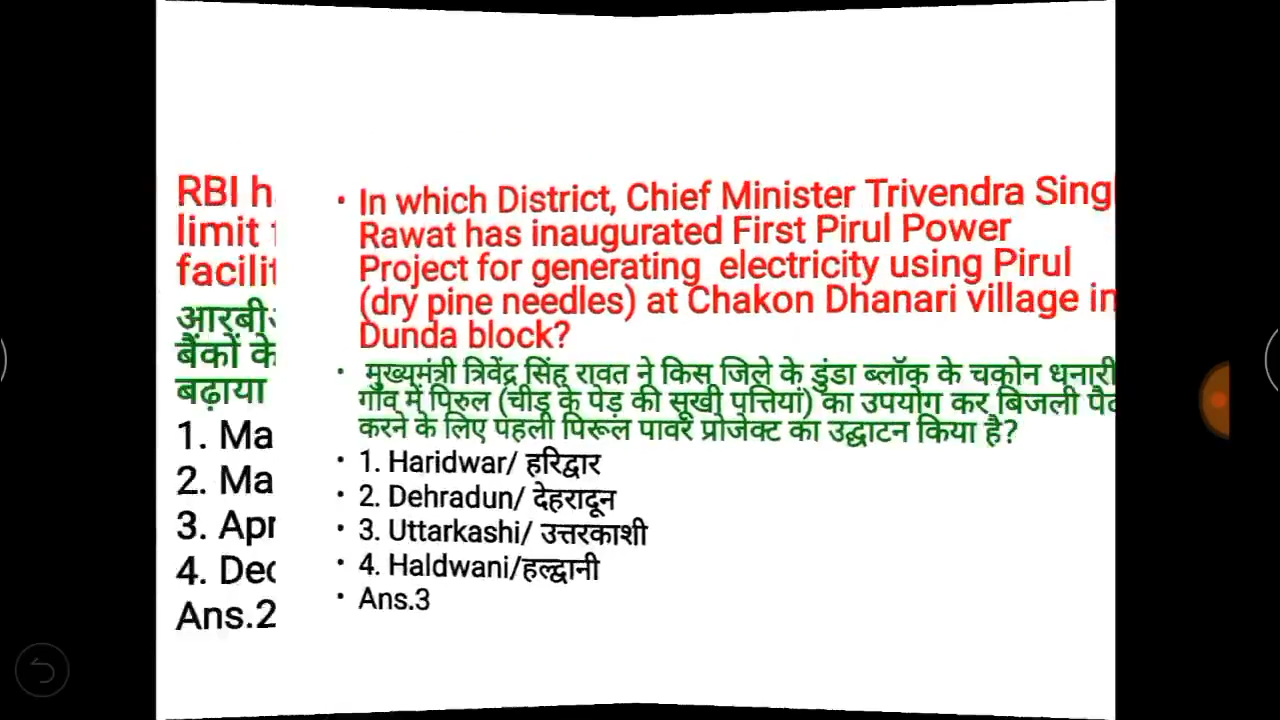 RBI h
limit
facilit
आरबी
बैंकों के
बढ़ाया
1. Ma
2. Ma
3. Apr
4. Dec
Ans.2
• In which District, Chief Minister Trivendra Sing
Rawat has inaugurated First Pirul Power
Project for generating electricity using Pirul
(dry pine needles) at Chakon Dhanari village in
Dunda block?
• मुख्यमंत्री त्रिवेंद्र सिंह रावत ने किस जिले के डुंडा ब्लॉक के चकोन धनारी
गाँव में पिरुल (चीड़ के पेड़ की सूखी पत्तियां) का उपयोग कर बिजली पै
करने के लिए पहली पिरूल पावर प्रोजेक्ट का उद्घाटन किया है?
• 1. Haridwar/ हरिद्वार
• 2. Dehradun/ देहरादून
• 3. Uttarkashi/ उत्तरकाशी
• 4. Haldwani/हल्द्वानी
• Ans.3